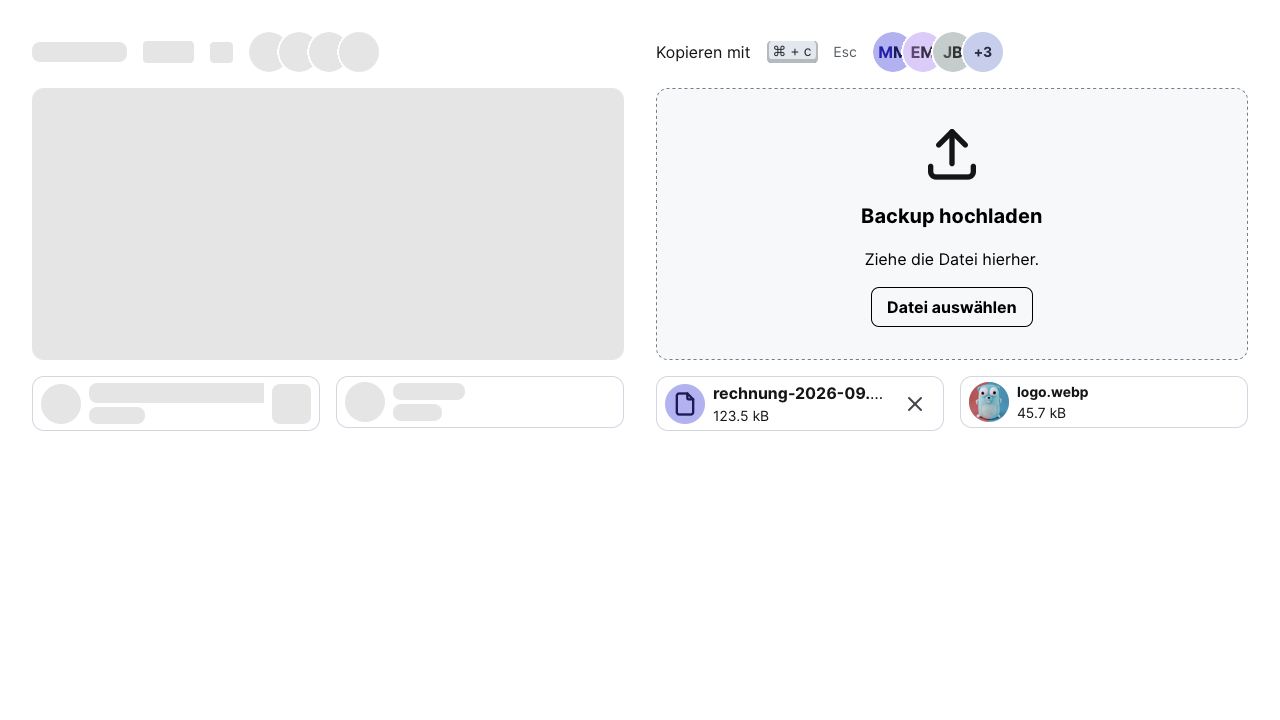 Kopieren mit ⌘ + c Esc MM EM JB +3
Backup hochladen
Ziehe die Datei hierher.
Datei auswählen
rechnung-2026-09.…
123.5 kB
logo.webp
45.7 kB